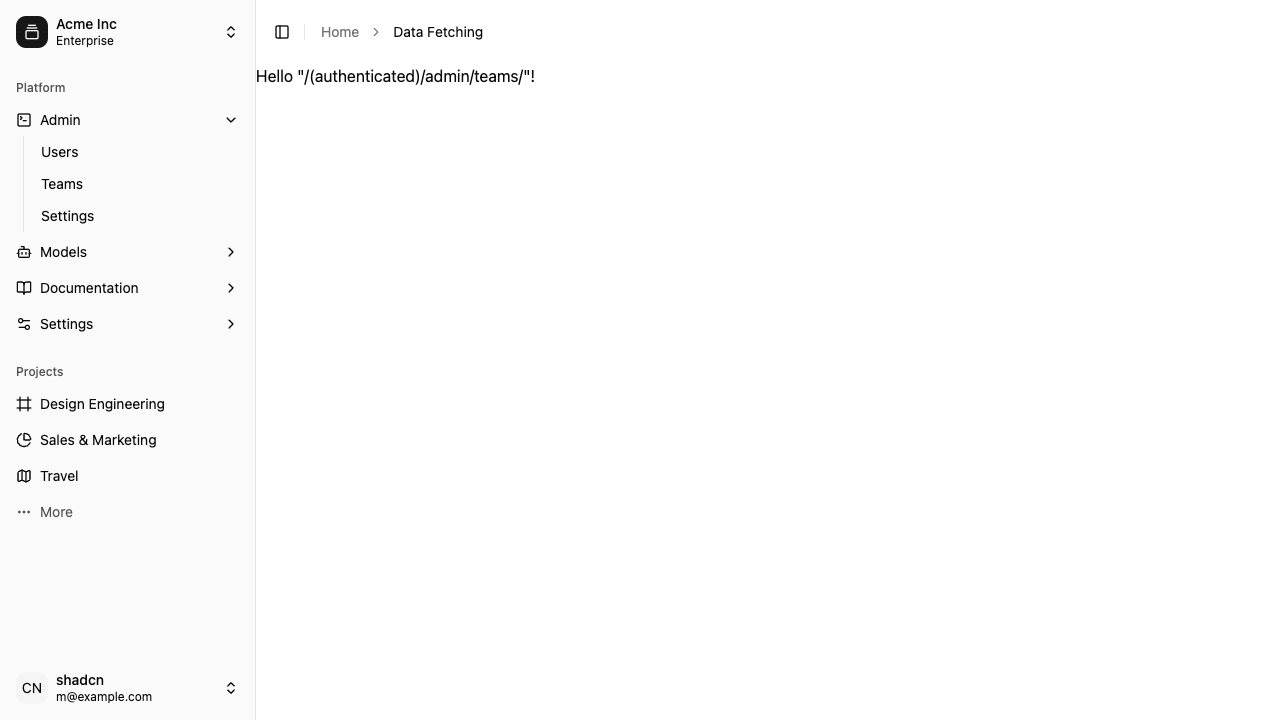 Acme Inc
Enterprise
Platform
Admin
Users
Teams
Settings
Models
Documentation
Settings
Projects
Design Engineering
Sales & Marketing
Travel
More
CN
shadcn
m@example.com
Home
Data Fetching
Hello "/(authenticated)/admin/teams/"!